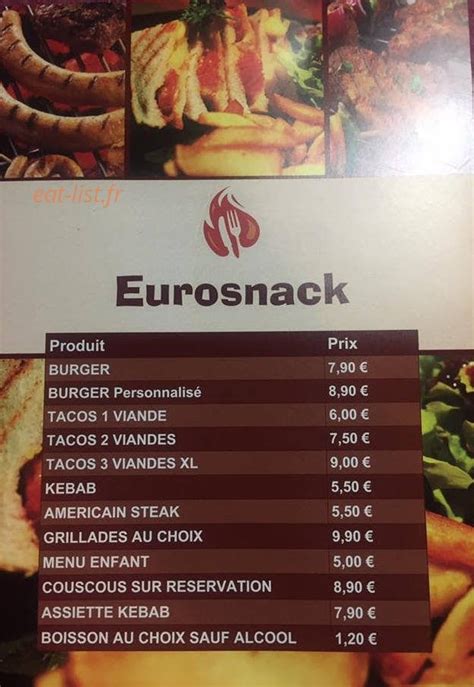 eat-list.fr
Eurosnack
Produit Prix
BURGER 7,90 €
BURGER Personnalisé 8,90 €
TACOS 1 VIANDE 6,00 €
TACOS 2 VIANDES 7,50 €
TACOS 3 VIANDES XL 9,00 €
KEBAB 5,50 €
AMERICAIN STEAK 5,50 €
GRILLADES AU CHOIX 9,90 €
MENU ENFANT 5,00 €
COUSCOUS SUR RESERVATION 8,90 €
ASSIETTE KEBAB 7,90 €
BOISSON AU CHOIX SAUF ALCOOL 1,20 €